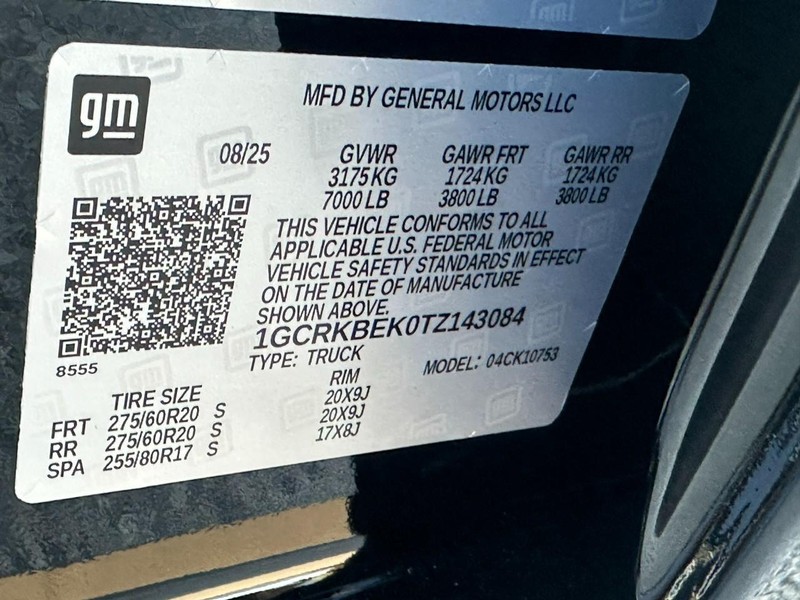 gm
MFD BY GENERAL MOTORS LLC
08/25 GVWR GAWR FRT GAWR RR
3175 KG 1724 KG 1724 KG
7000 LB 3800 LB 3800 LB
THIS VEHICLE CONFORMS TO ALL
APPLICABLE U.S. FEDERAL MOTOR
VEHICLE SAFETY STANDARDS IN EFFECT
ON THE DATE OF MANUFACTURE
SHOWN ABOVE.
1GCRKBEK0TZ143084
TYPE: TRUCK MODEL: 04CK10753
8555
TIRE SIZE RIM
FRT 275/60R20 S 20X9J
RR 275/60R20 S 20X9J
SPA 255/80R17 S 17X8J